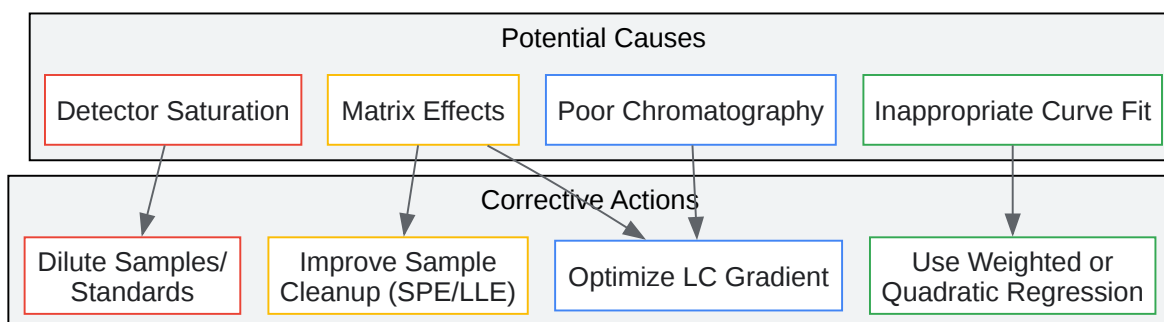 Potential Causes
Detector Saturation
Matrix Effects
Poor Chromatography
Inappropriate Curve Fit
Corrective Actions
Dilute Samples/
Standards
Improve Sample
Cleanup (SPE/LLE)
Optimize LC Gradient
Use Weighted or
Quadratic Regression